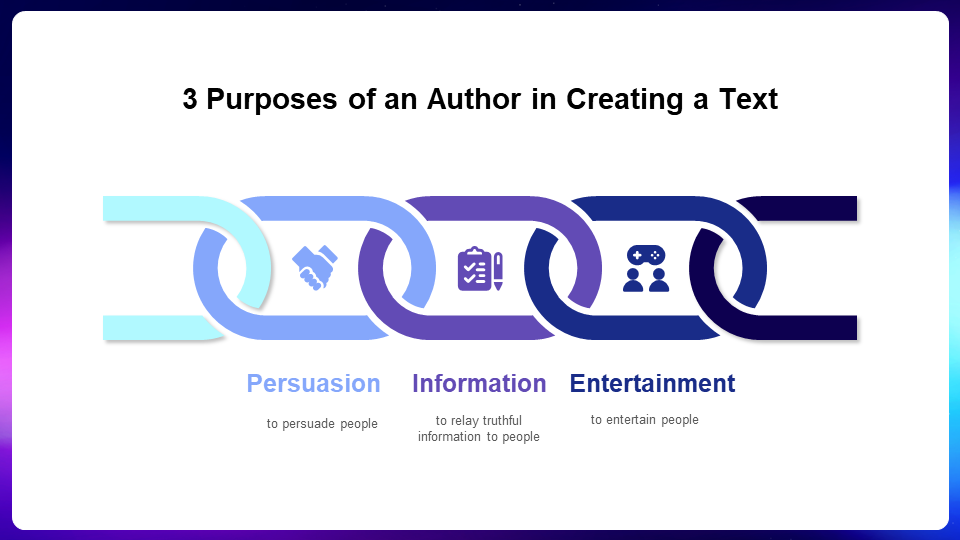 3 Purposes of an Author in Creating a Text
Persuasion
to persuade people
Information
to relay truthful
information to people
Entertainment
to entertain people